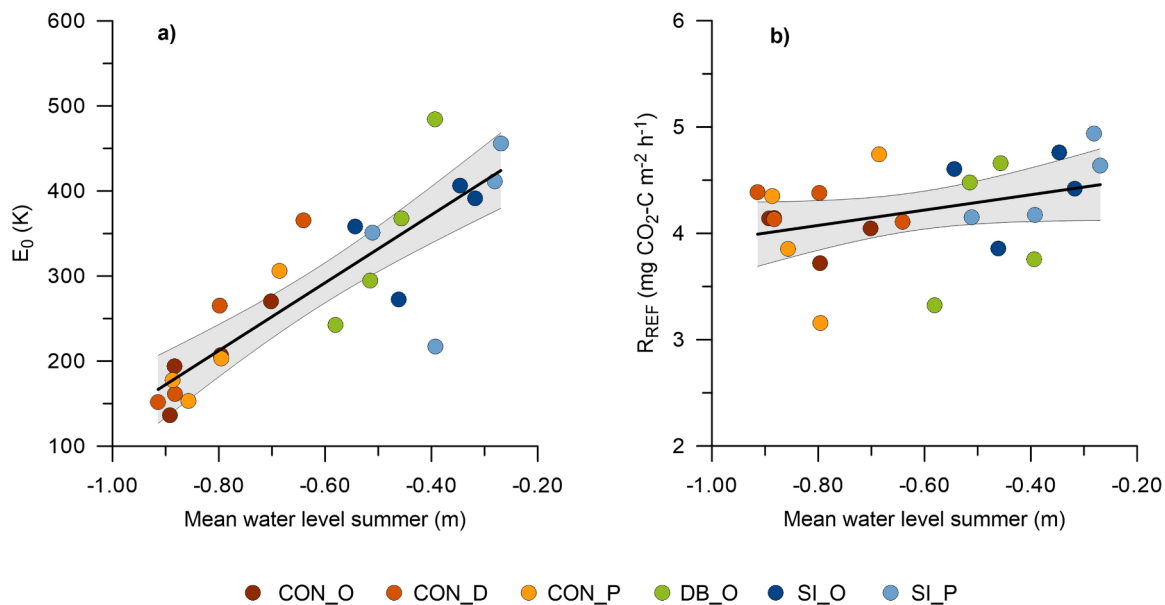 a)
600
500
400
300
200
100
E0 (K)
-1.00 -0.80 -0.60 -0.40 -0.20
Mean water level summer (m)
b)
6
5
4
3
2
RREF (mg CO2-C m-2 h-1)
-1.00 -0.80 -0.60 -0.40 -0.20
Mean water level summer (m)
CON_O CON_D CON_P DB_O SI_O SI_P